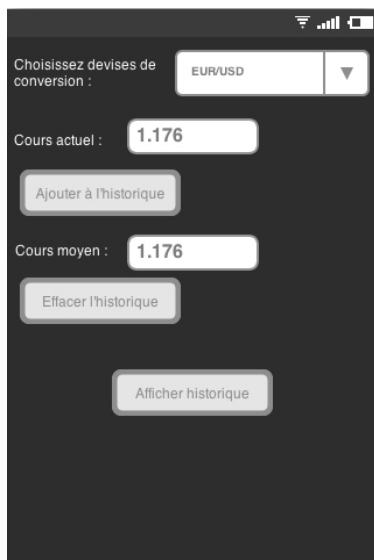 Choisissez devises de
conversion :
EUR/USD
Cours actuel :
1.176
Ajouter à l'historique
Cours moyen :
1.176
Effacer l'historique
Afficher historique